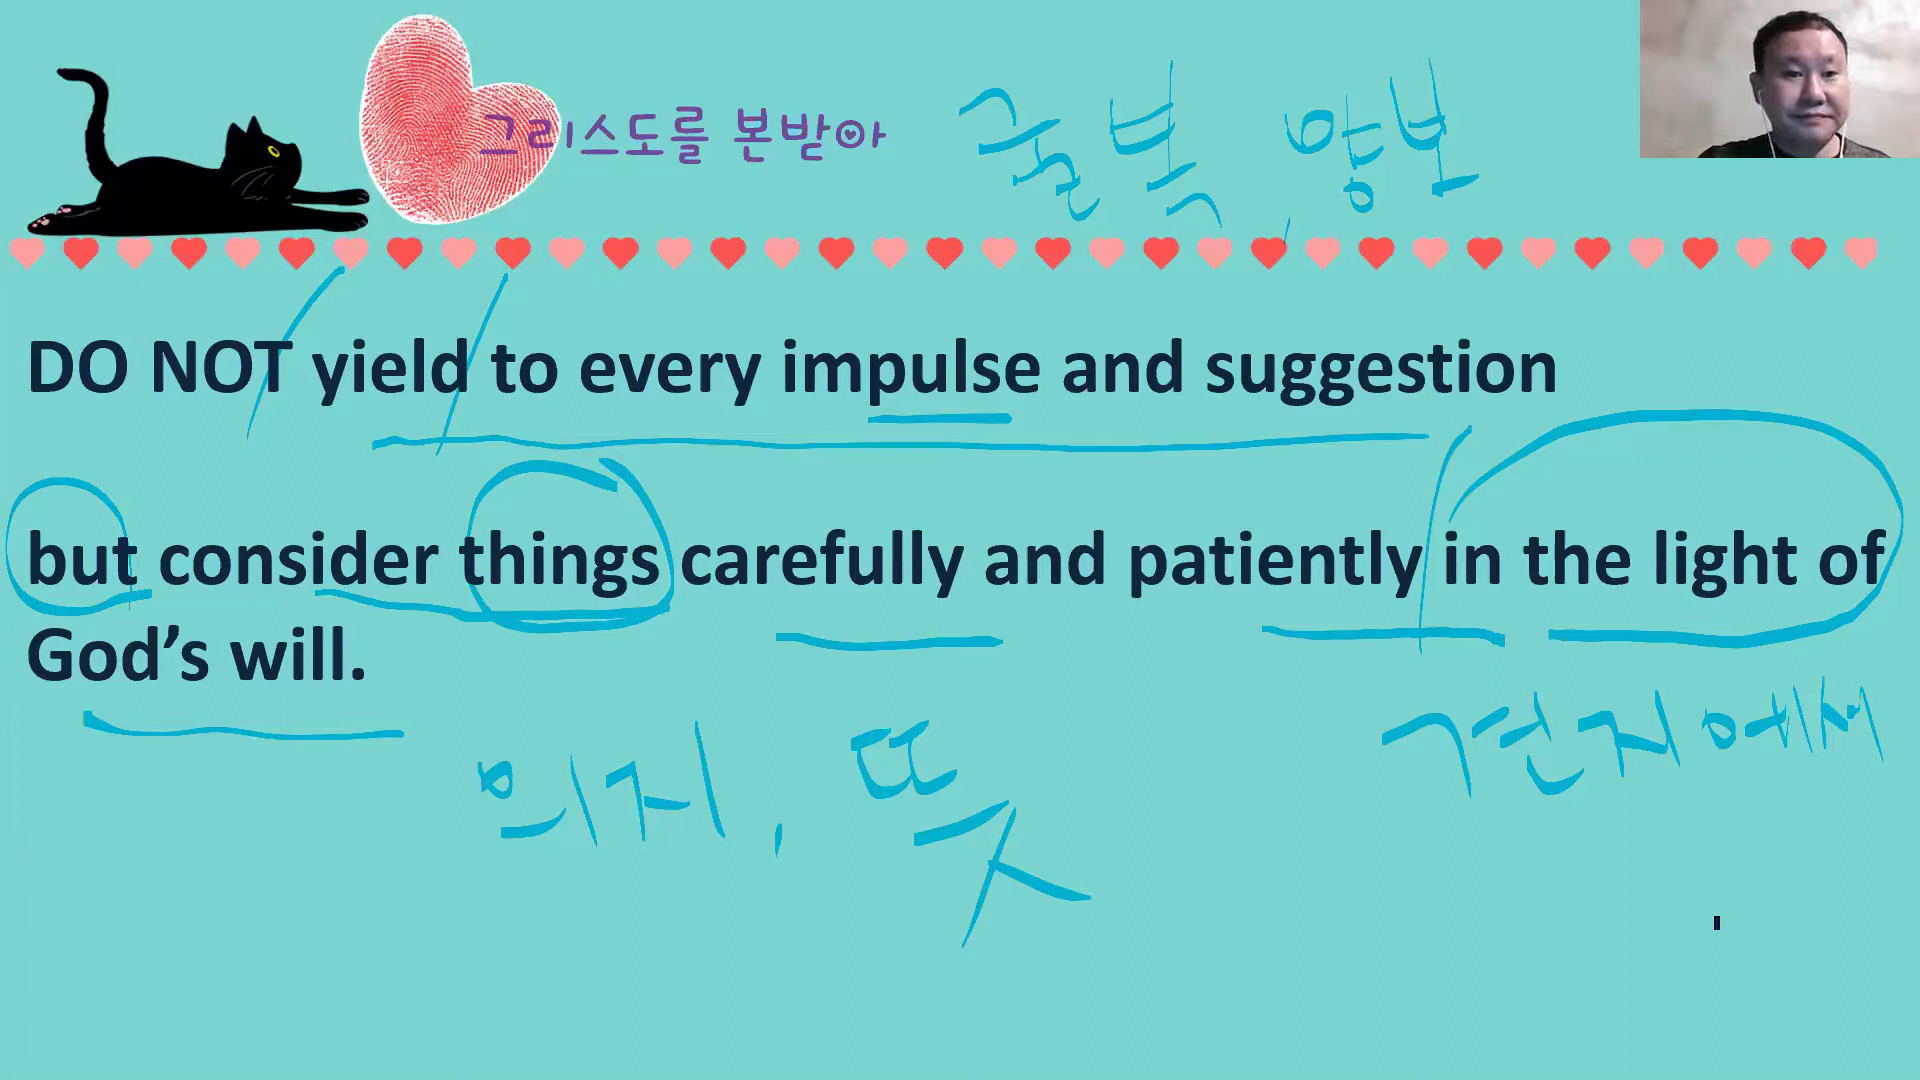 그리스도를 본받아
굴복, 양보
DO NOT yield to every impulse and suggestion
but consider things carefully and patiently in the light of
God’s will.
견지에서
의지, 뜻